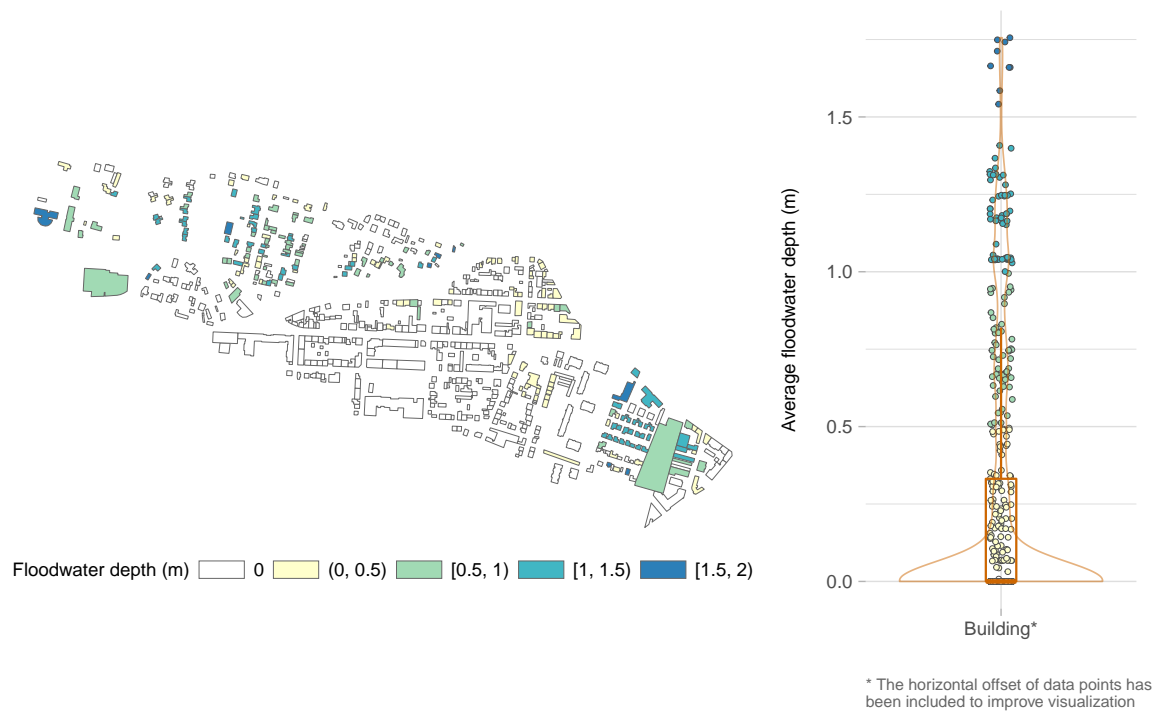 Floodwater depth (m) 0 (0, 0.5) [0.5, 1) [1, 1.5) [1.5, 2)
Average floodwater depth (m)
1.5
1.0
0.5
0.0
Building*
* The horizontal offset of data points has
been included to improve visualization